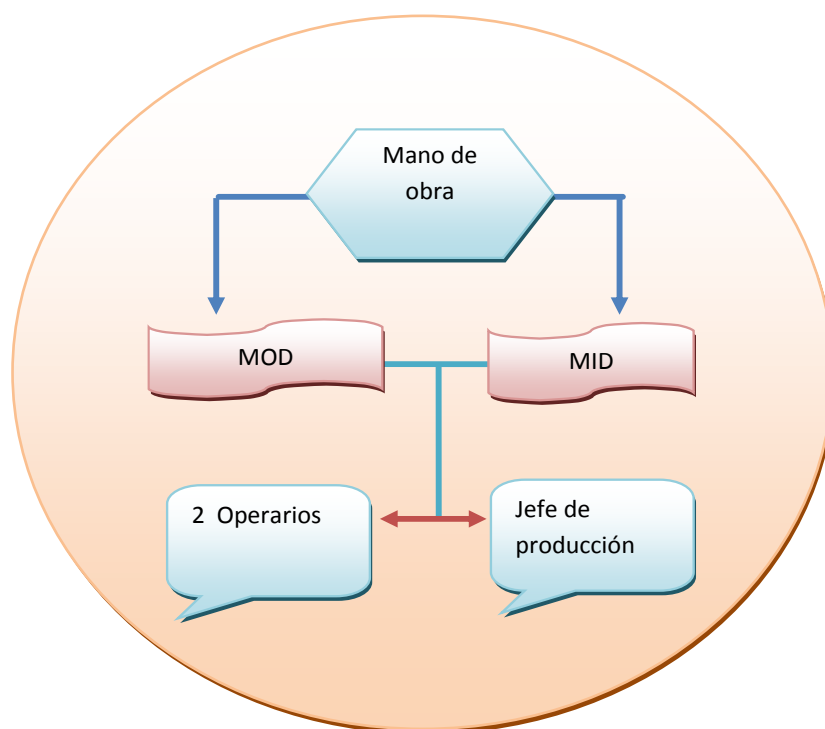 Mano de
obra
MOD
MID
2 Operarios
Jefe de
producción